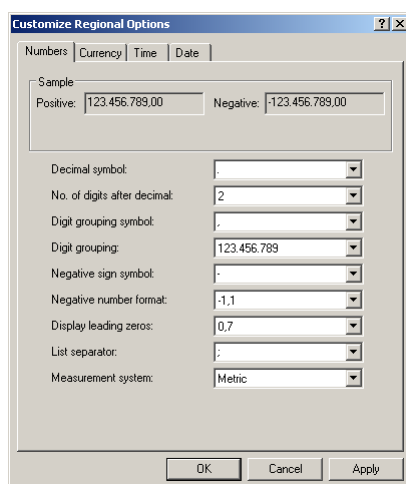 Customize Regional Options
Numbers Currency Time Date
Sample
Positive: 123.456.789,00 Negative: -123.456.789,00
Decimal symbol: .
No. of digits after decimal: 2
Digit grouping symbol: ,
Digit grouping: 123.456.789
Negative sign symbol: -
Negative number format: -1,1
Display leading zeros: 0,7
List separator: ;
Measurement system: Metric
OK Cancel Apply